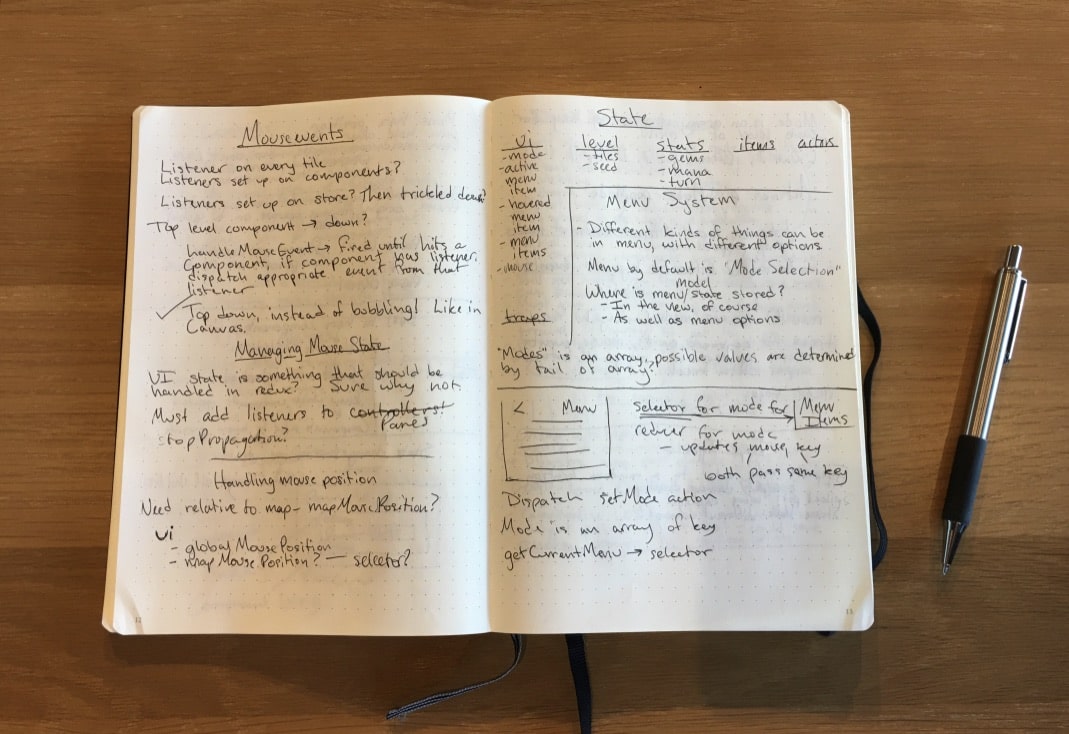 Mouse events
Listener on every tile
Listeners set up on components?
Listeners set up on store? Then trickled down?
Top level component → down?
handleMouseEvent → Fired until hits a
component, if component has listener,
dispatch appropriate event from that
listener
✓ Top down, instead of bubbling! Like in
Canvas.
Managing Mouse State
UI state is something that should be
handled in redux? Sure why not.
Must add listeners to controllers!
Panes
stopPropagation?
Handling mouse position
Need relative to map - mapMousePosition?
UI
- globalMousePosition
- mapMousePosition? — selector?
12
State
ui
- mode
- active
menu
item
- hovered
menu
item
- menu
items
- mouse
traps
level
- tiles
- seed
stats
- gems
- mana
- turn
items
actors
Menu System
- Different kinds of things can be
in menu, with different options
Menu by default is "Mode Selection"
model
Where is menu/state stored?
- In the view, of course
- As well as menu options
"Modes" is an array, possible values are determined
by tail of array?
< Menu
selector for mode for → Menu
Items
reducer for mode
- updates mode, key
both pass same key
Dispatch setMode action
Mode is an array of key
getCurrentMenu → selector
13